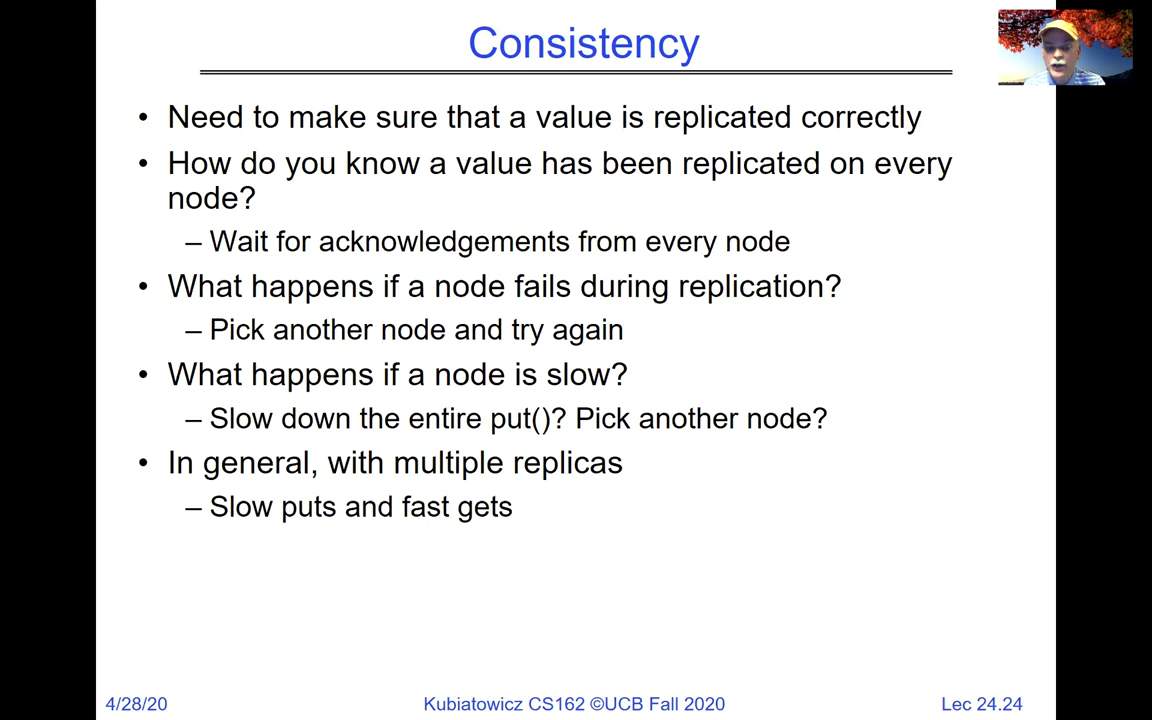 Consistency
• Need to make sure that a value is replicated correctly
• How do you know a value has been replicated on every
node?
– Wait for acknowledgements from every node
• What happens if a node fails during replication?
– Pick another node and try again
• What happens if a node is slow?
– Slow down the entire put()? Pick another node?
• In general, with multiple replicas
– Slow puts and fast gets
4/28/20 Kubiatowicz CS162 ©UCB Fall 2020 Lec 24.24